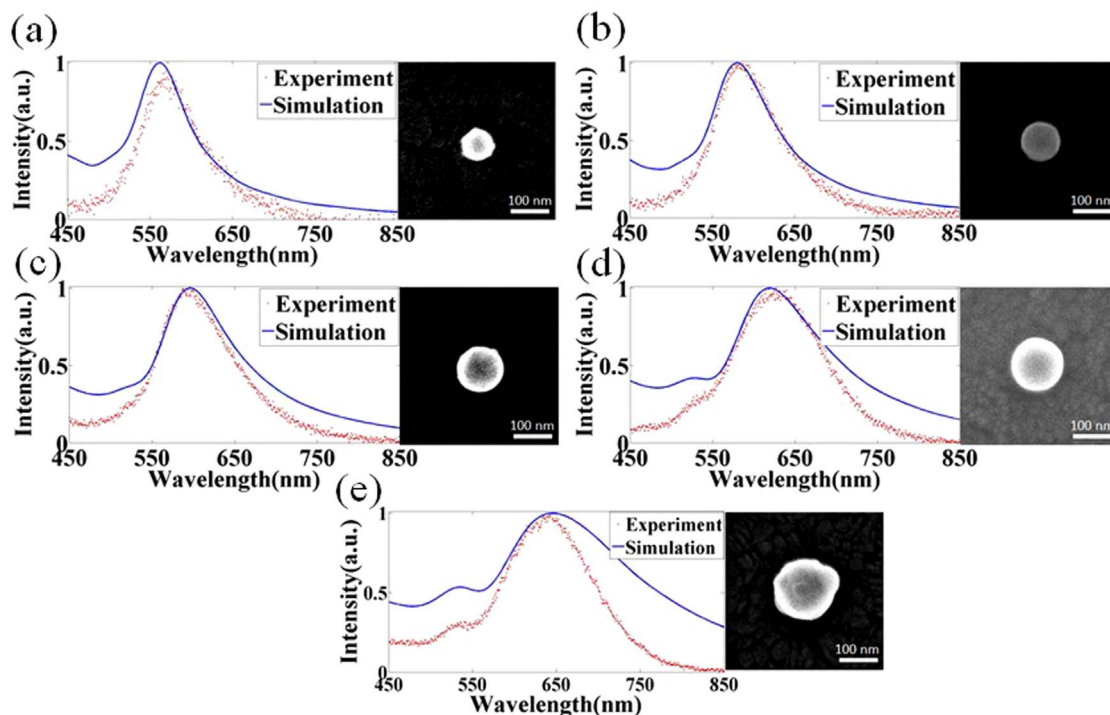 (a)
Intensity(a.u.)
1
0.5
0
450 550 650 750 850
Wavelength(nm)
Experiment
Simulation
100 nm
(b)
Intensity(a.u.)
1
0.5
0
450 550 650 750 850
Wavelength(nm)
Experiment
Simulation
100 nm
(c)
Intensity(a.u.)
1
0.5
0
450 550 650 750 850
Wavelength(nm)
Experiment
Simulation
100 nm
(d)
Intensity(a.u.)
1
0.5
0
450 550 650 750 850
Wavelength(nm)
Experiment
Simulation
100 nm
(e)
Intensity(a.u.)
1
0.5
0
450 550 650 750 850
Wavelength(nm)
Experiment
Simulation
100 nm